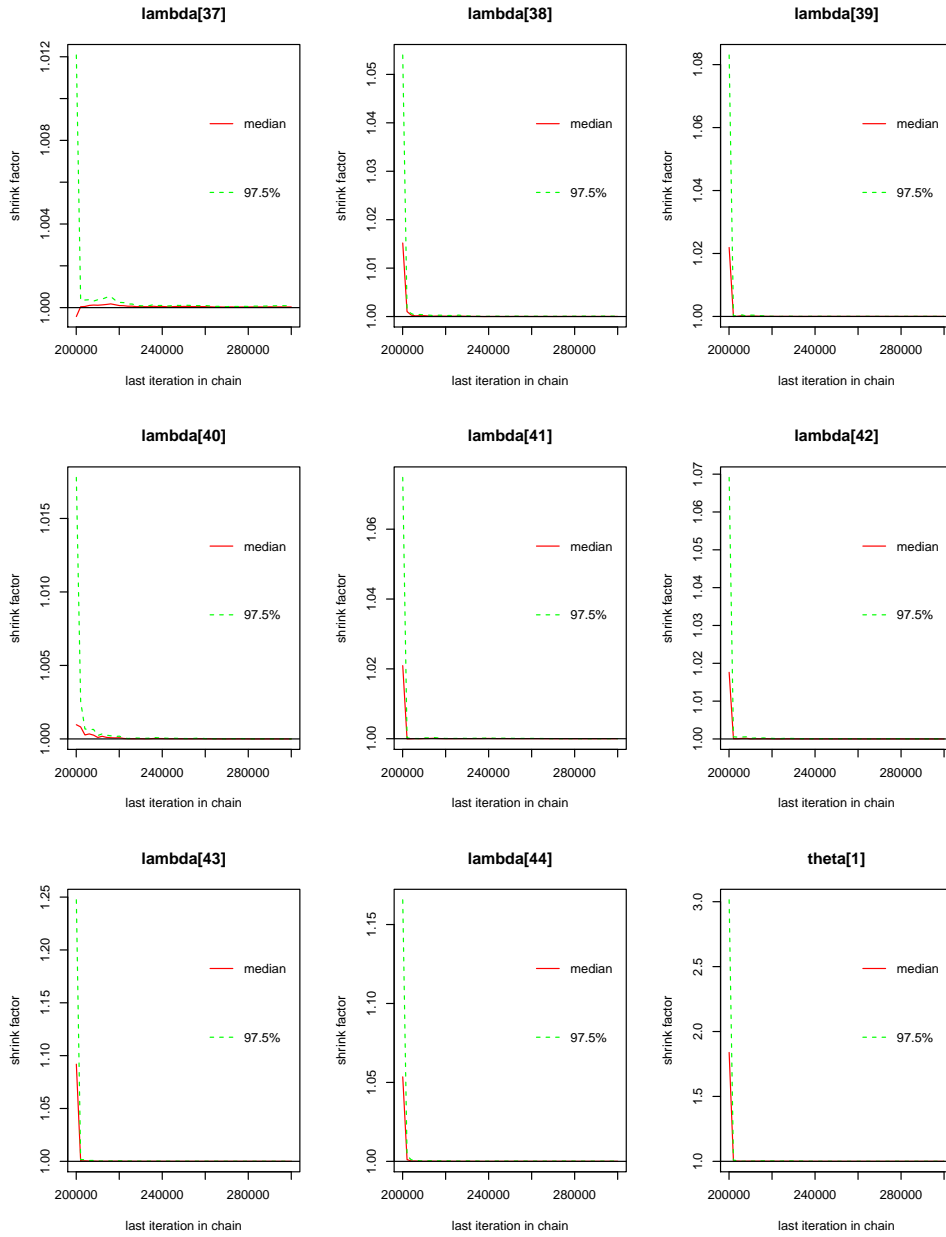 lambda[37]
shrink factor
1.000
1.004
1.008
1.012
median
97.5%
200000
240000
280000
last iteration in chain
lambda[38]
shrink factor
1.00
1.01
1.02
1.03
1.04
1.05
median
97.5%
200000
240000
280000
last iteration in chain
lambda[39]
shrink factor
1.00
1.02
1.04
1.06
1.08
median
97.5%
200000
240000
280000
last iteration in chain
lambda[40]
shrink factor
1.000
1.005
1.010
1.015
median
97.5%
200000
240000
280000
last iteration in chain
lambda[41]
shrink factor
1.00
1.02
1.04
1.06
median
97.5%
200000
240000
280000
last iteration in chain
lambda[42]
shrink factor
1.00
1.01
1.02
1.03
1.04
1.05
1.06
1.07
median
97.5%
200000
240000
280000
last iteration in chain
lambda[43]
shrink factor
1.00
1.05
1.10
1.15
1.20
1.25
median
97.5%
200000
240000
280000
last iteration in chain
lambda[44]
shrink factor
1.00
1.05
1.10
1.15
median
97.5%
200000
240000
280000
last iteration in chain
theta[1]
shrink factor
1.0
1.5
2.0
2.5
3.0
median
97.5%
200000
240000
280000
last iteration in chain